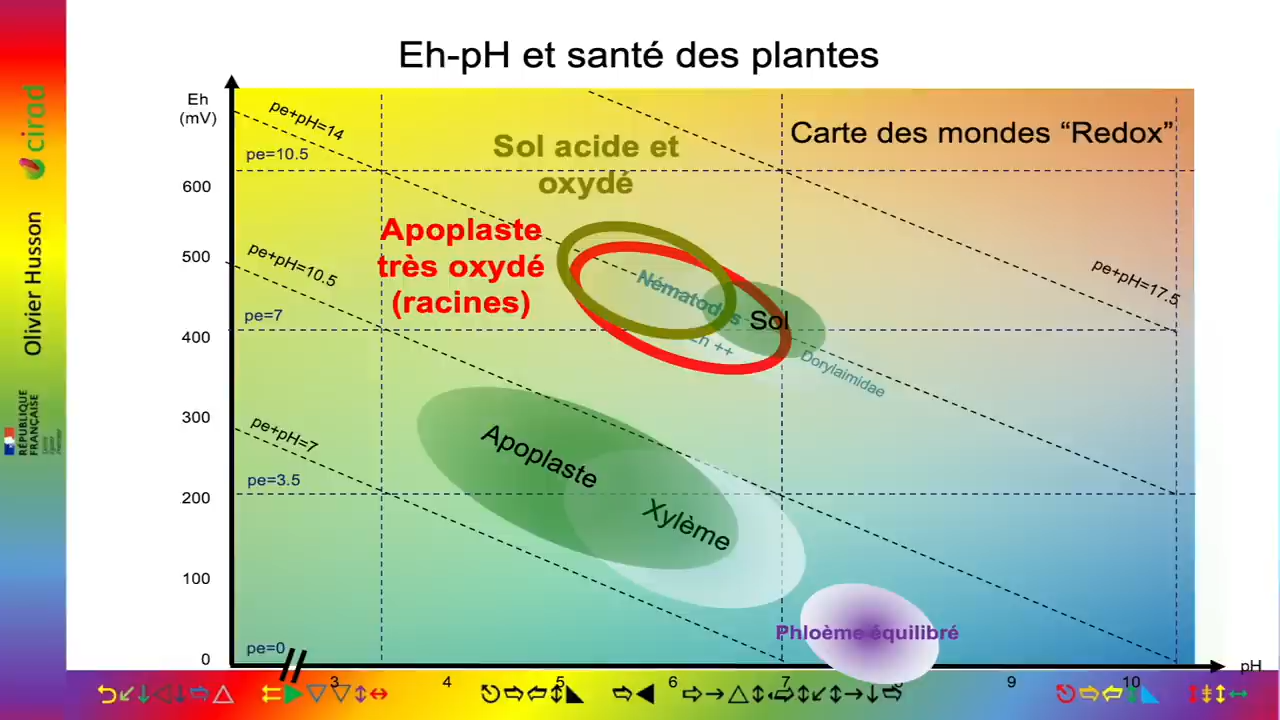 Eh-pH et santé des plantes
Eh
(mV)
pe+pH=14
Carte des mondes “Redox”
Sol acide et
oxydé
pe=10.5
600
Apoplaste
très oxydé
(racines)
500
pe+pH=10.5
pe+pH=17.5
Nématodes
Sol
pe=7
400
Eh ++
Dorylaimidae
300
pe+pH=7
Apoplaste
pe=3.5
200
Xylème
100
Phloème équilibré
pe=0
0
pH
3
4
5
6
7
8
9
10
cirad
Olivier Husson
RÉPUBLIQUE
FRANÇAISE